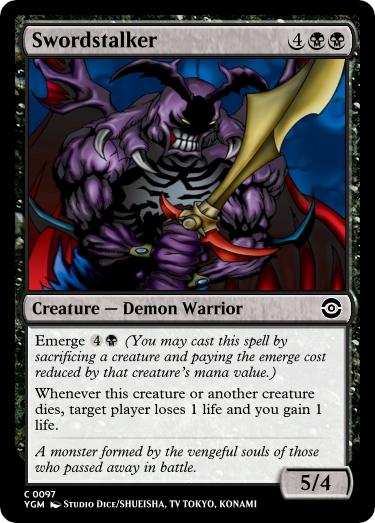 Swordstalker 4
Creature — Demon Warrior
Emerge 4 (You may cast this spell by
sacrificing a creature and paying the emerge cost
reduced by that creature's mana value.)
Whenever this creature or another creature
dies, target player loses 1 life and you gain 1
life.
A monster formed by the vengeful souls of those
who passed away in battle.
5/4
C 0097
YGM STUDIO DICE/SHUEISHA, TV TOKYO, KONAMI